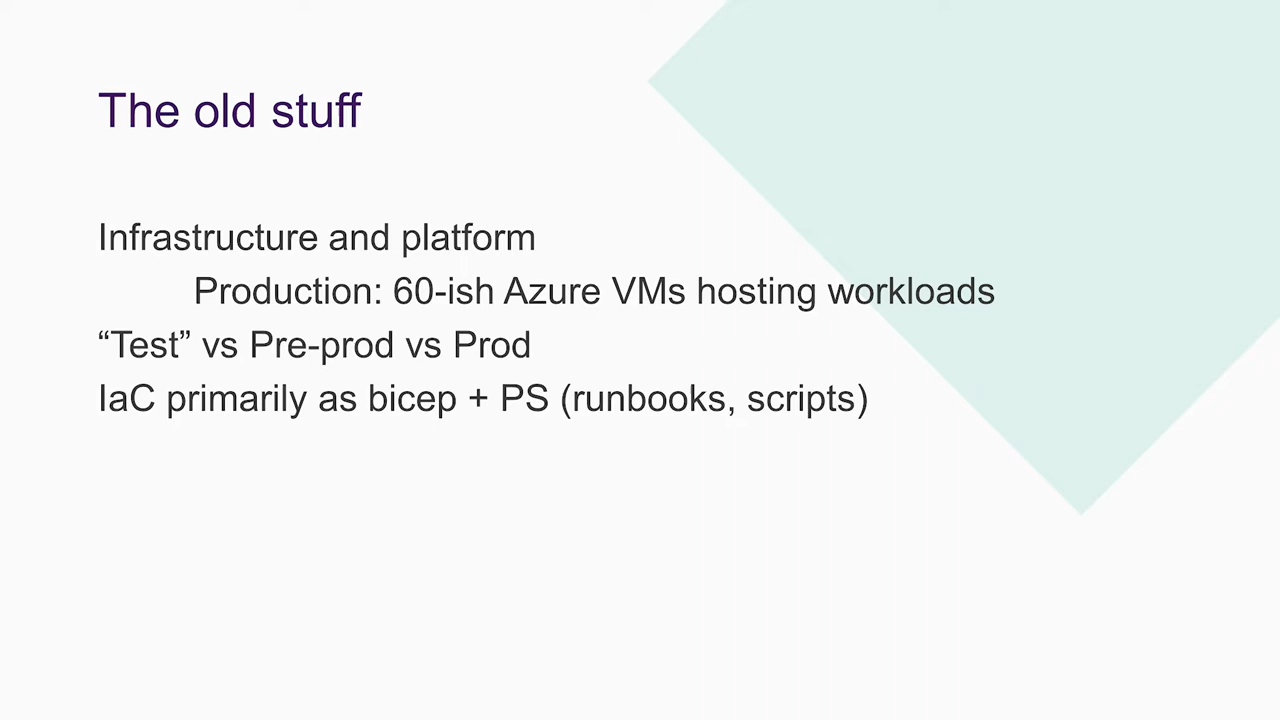 The old stuff
Infrastructure and platform
Production: 60-ish Azure VMs hosting workloads
“Test” vs Pre-prod vs Prod
IaC primarily as bicep + PS (runbooks, scripts)